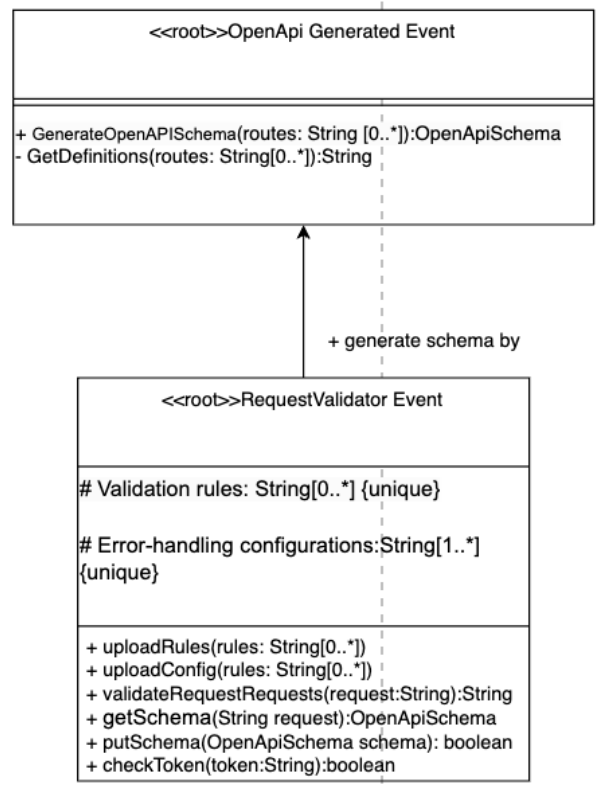 <<root>>OpenApi Generated Event
+ GenerateOpenAPISchema(routes: String [0..*]):OpenApiSchema
- GetDefinitions(routes: String[0..*]):String
+ generate schema by
<<root>>RequestValidator Event
# Validation rules: String[0..*] {unique}
# Error-handling configurations:String[1..*]
{unique}
+ uploadRules(rules: String[0..*])
+ uploadConfig(rules: String[0..*])
+ validateRequestRequests(request:String):String
+ getSchema(String request):OpenApiSchema
+ putSchema(OpenApiSchema schema): boolean
+ checkToken(token:String):boolean